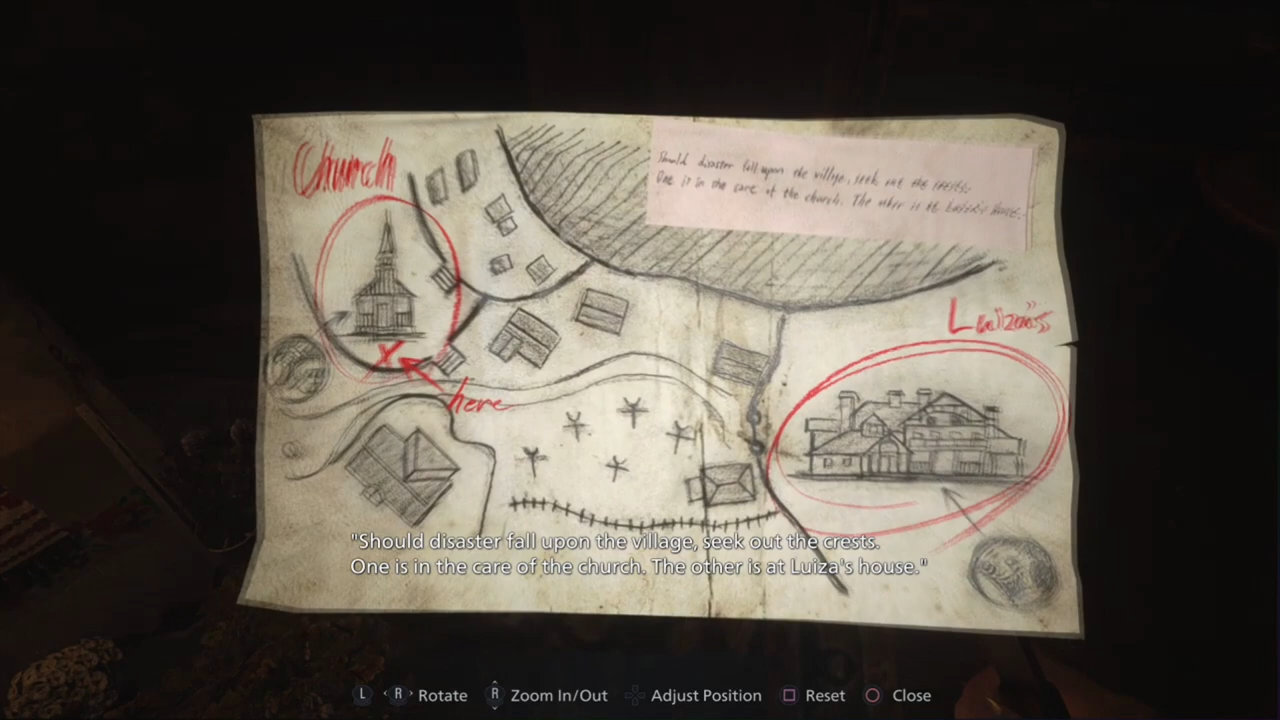 Church
Should disaster fall upon the village, seek out the crests.
One is in the care of the church. The other is at Luiza's House.
Luiza's
here
"Should disaster fall upon the village, seek out the crests.
One is in the care of the church. The other is at Luiza's house."
L R Rotate R Zoom In/Out Adjust Position Reset Close